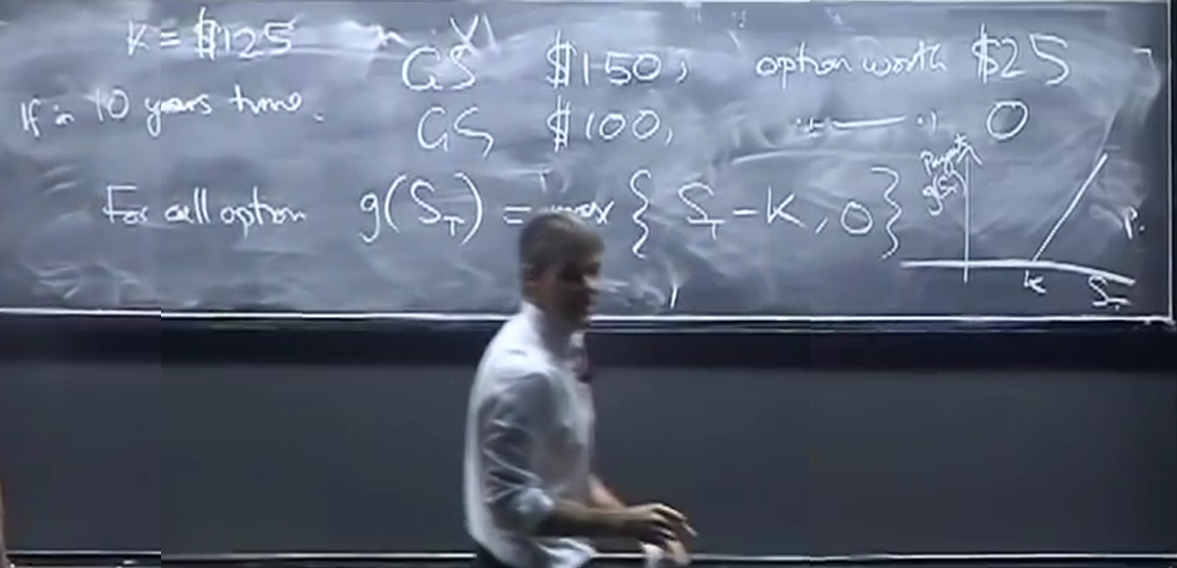 K = $125
GS $150, option worth $25
If in 10 years time.
GS $100, 0
For call option g(S_T) = max { S_T - K, 0 }
Payout
g(S_T)
K
S_T